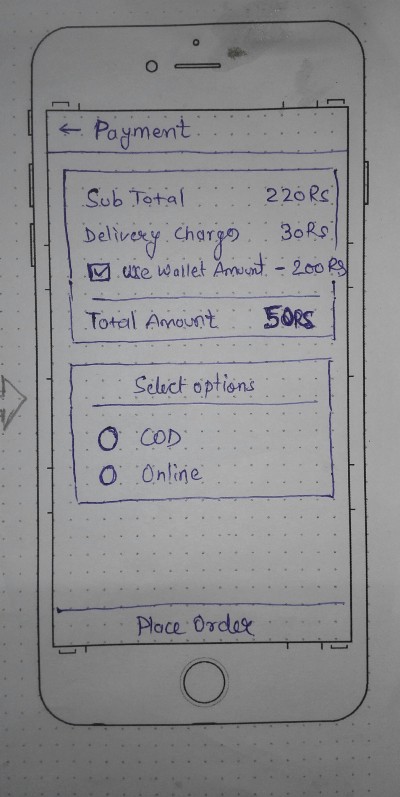 ← Payment
Sub Total 220Rs
Delivery Charges 30Rs
Use Wallet Amount - 200Rs
Total Amount 50RS
Select options
COD
Online
Place Order